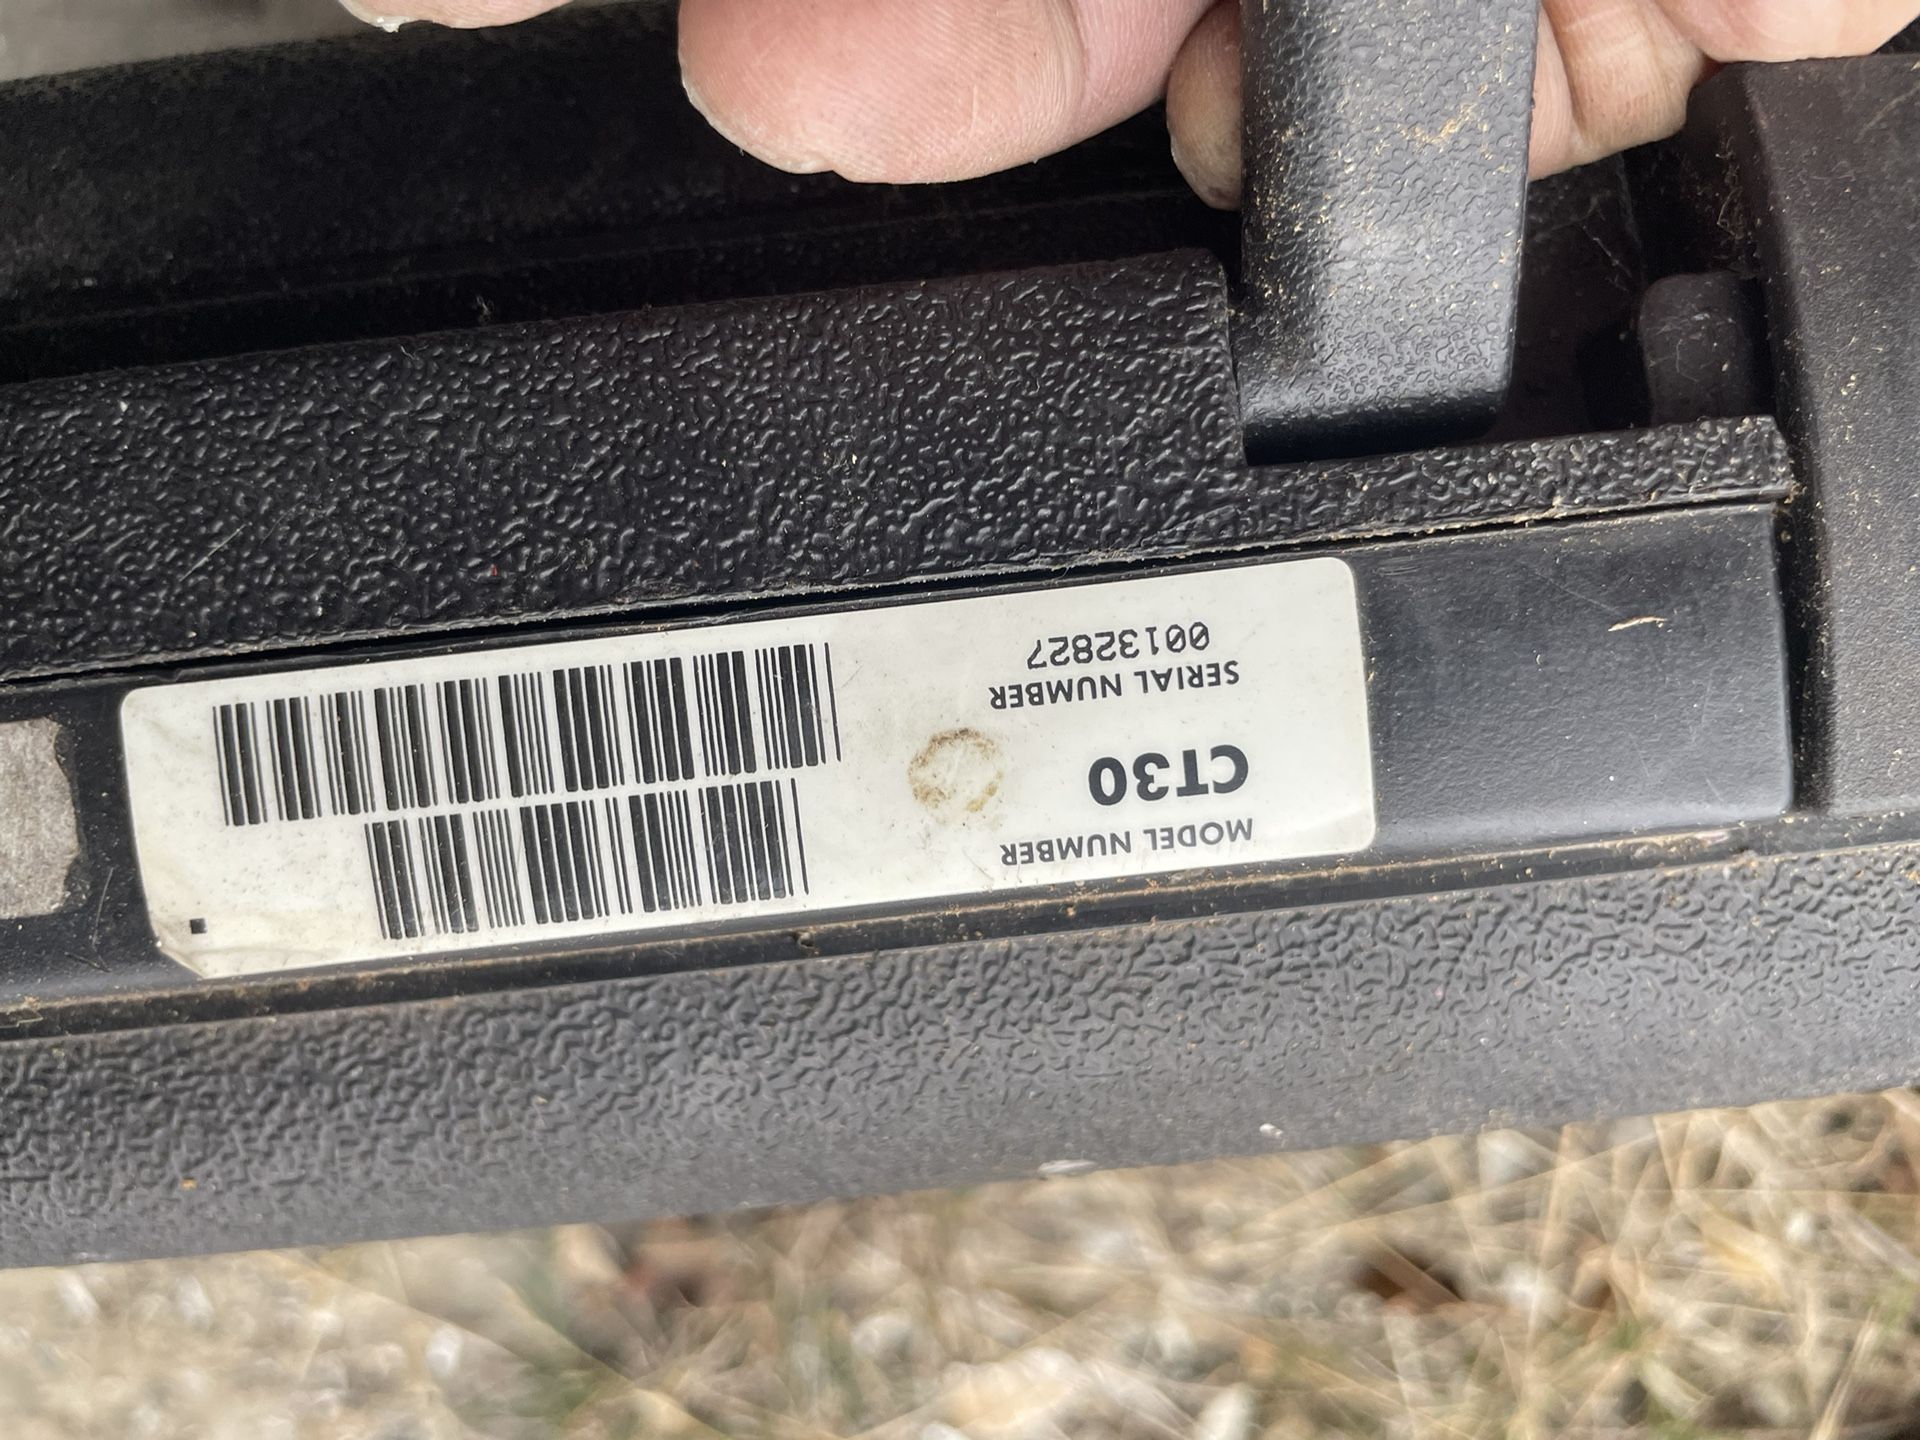 MODEL NUMBER
CT30
SERIAL NUMBER
00132827